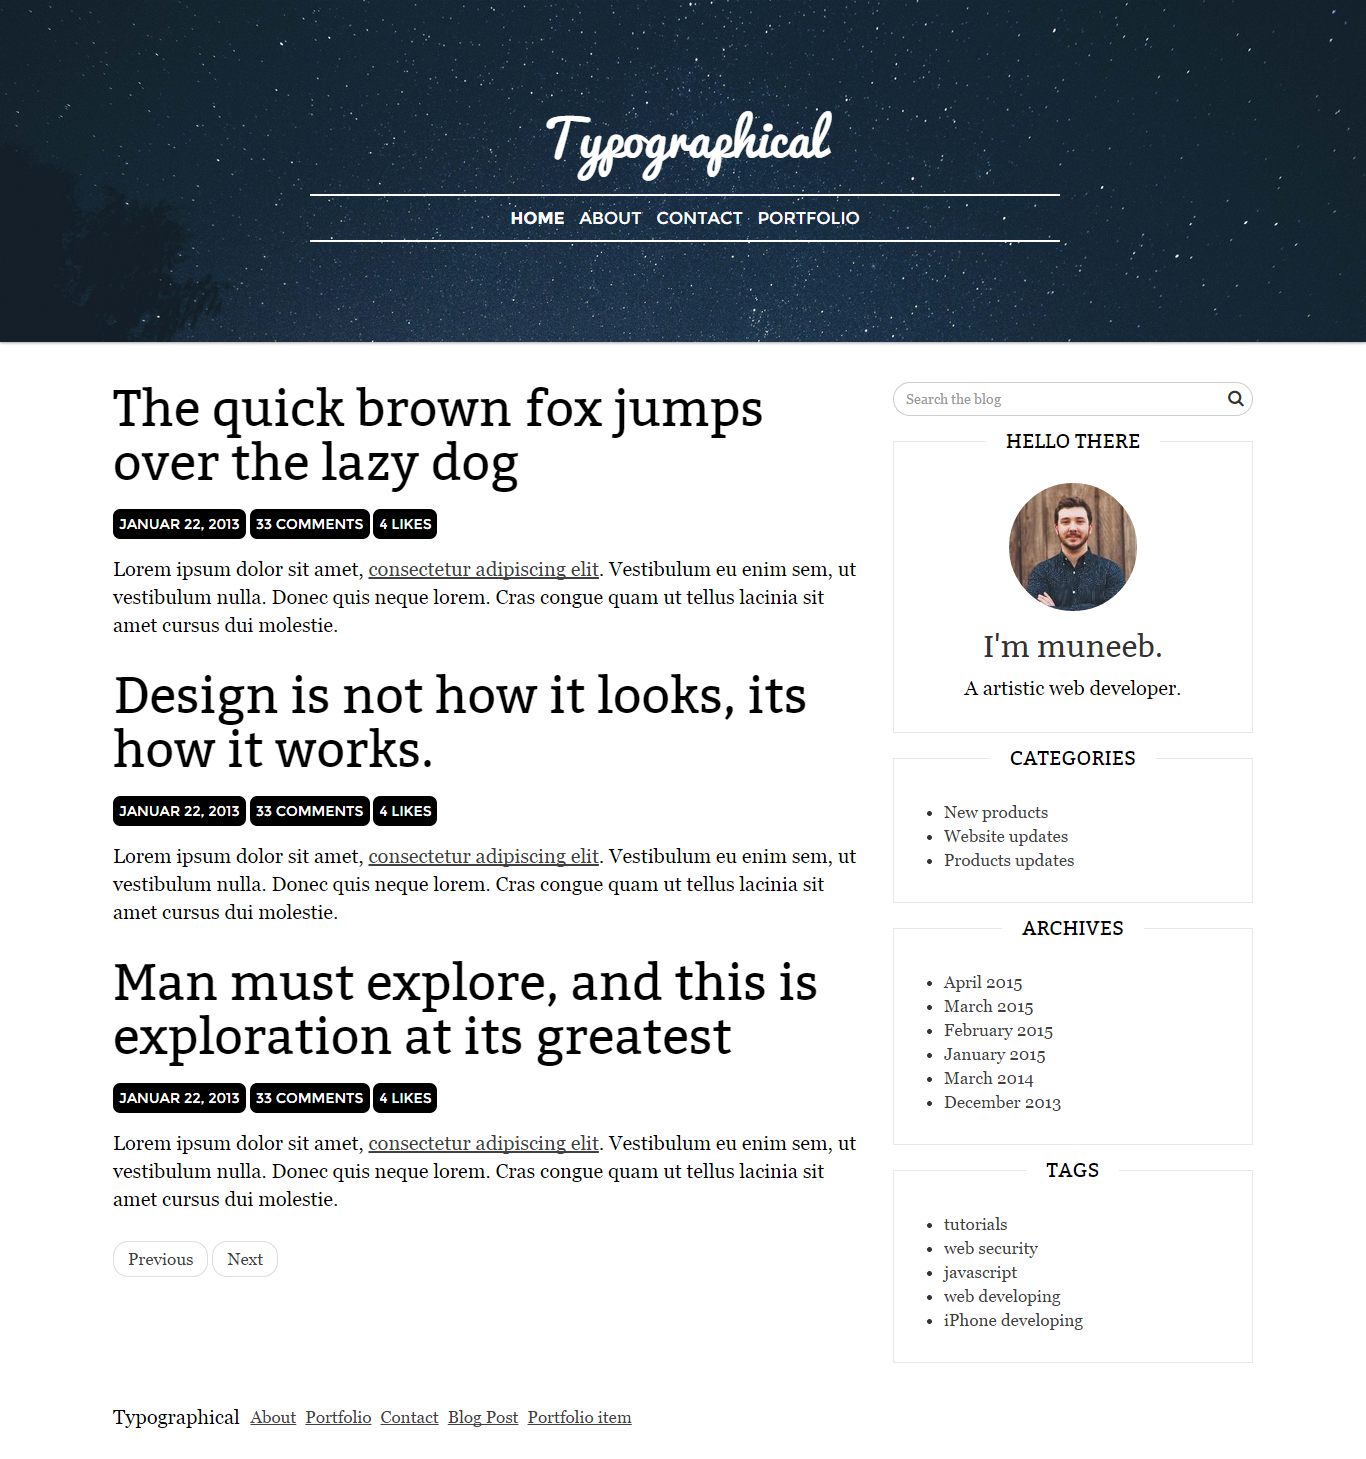 Typographical
HOME ABOUT CONTACT PORTFOLIO
The quick brown fox jumps
over the lazy dog
JANUAR 22, 2013 33 COMMENTS 4 LIKES
Lorem ipsum dolor sit amet, consectetur adipiscing elit. Vestibulum eu enim sem, ut
vestibulum nulla. Donec quis neque lorem. Cras congue quam ut tellus lacinia sit
amet cursus dui molestie.
Design is not how it looks, its
how it works.
JANUAR 22, 2013 33 COMMENTS 4 LIKES
Lorem ipsum dolor sit amet, consectetur adipiscing elit. Vestibulum eu enim sem, ut
vestibulum nulla. Donec quis neque lorem. Cras congue quam ut tellus lacinia sit
amet cursus dui molestie.
Man must explore, and this is
exploration at its greatest
JANUAR 22, 2013 33 COMMENTS 4 LIKES
Lorem ipsum dolor sit amet, consectetur adipiscing elit. Vestibulum eu enim sem, ut
vestibulum nulla. Donec quis neque lorem. Cras congue quam ut tellus lacinia sit
amet cursus dui molestie.
Previous Next
Search the blog
HELLO THERE
I'm muneeb.
A artistic web developer.
CATEGORIES
New products
Website updates
Products updates
ARCHIVES
April 2015
March 2015
February 2015
January 2015
March 2014
December 2013
TAGS
tutorials
web security
javascript
web developing
iPhone developing
Typographical About Portfolio Contact Blog Post Portfolio item